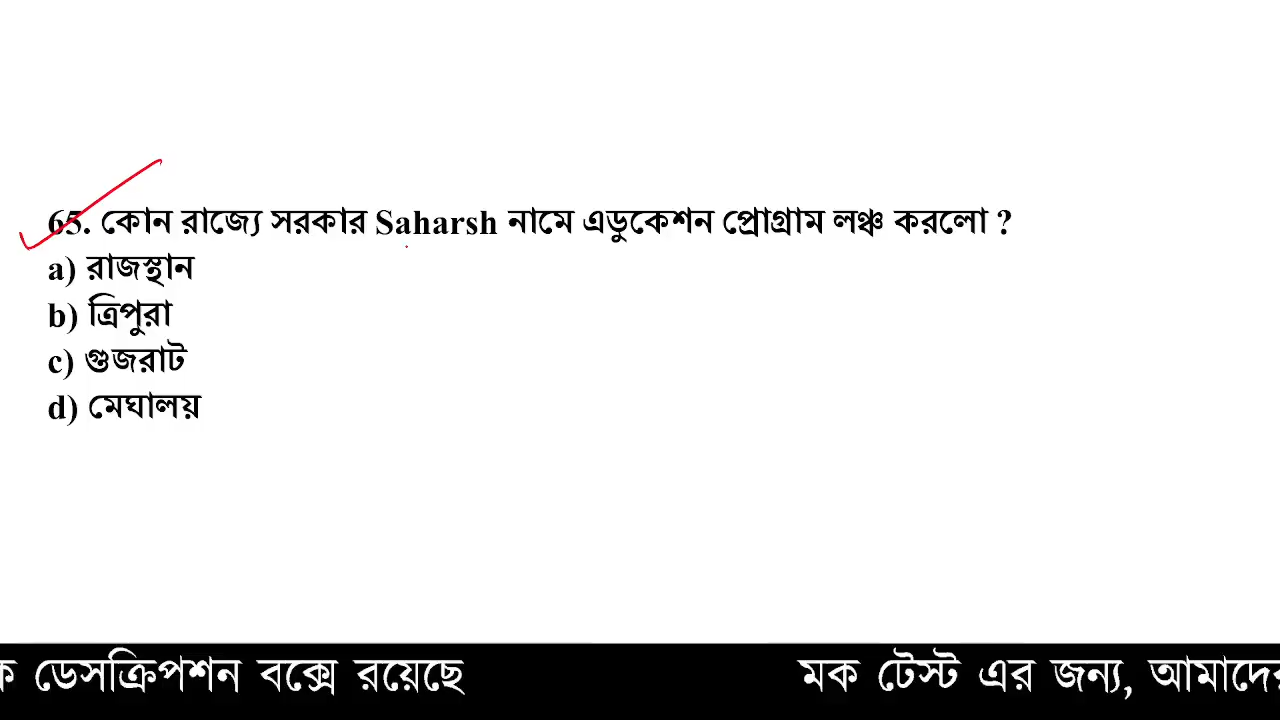 65. কোন রাজ্যে সরকার Saharsh নামে এডুকেশন প্রোগ্রাম লঞ্চ করলো ?
a) রাজস্থান
b) ত্রিপুরা
c) গুজরাট
d) মেঘালয়
ক ডেসক্রিপশন বক্সে রয়েছে মক টেস্ট এর জন্য, আমাদের